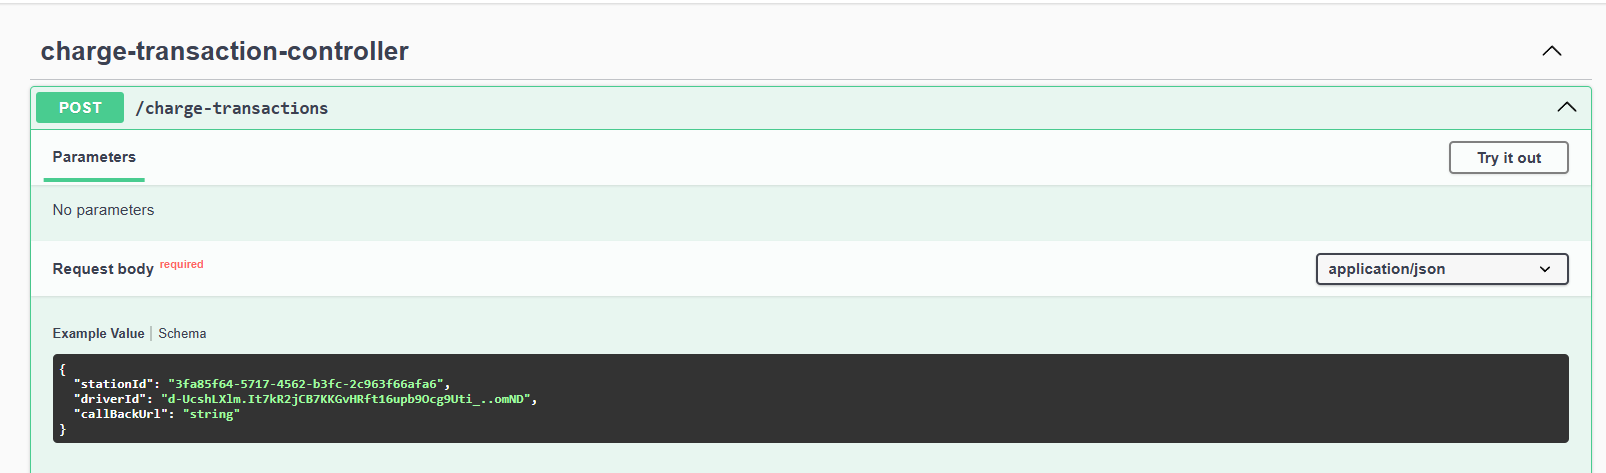 charge-transaction-controller
POST /charge-transactions
Parameters
Try it out
No parameters
Request body required
application/json
Example Value | Schema
{
"stationId": "3fa85f64-5717-4562-b3fc-2c963f66afa6",
"driverId": "d-UcshLXlm.It7kR2jCB7KKGvHRft16upb9Ocg9Uti_..omND",
"callBackUrl": "string"
}